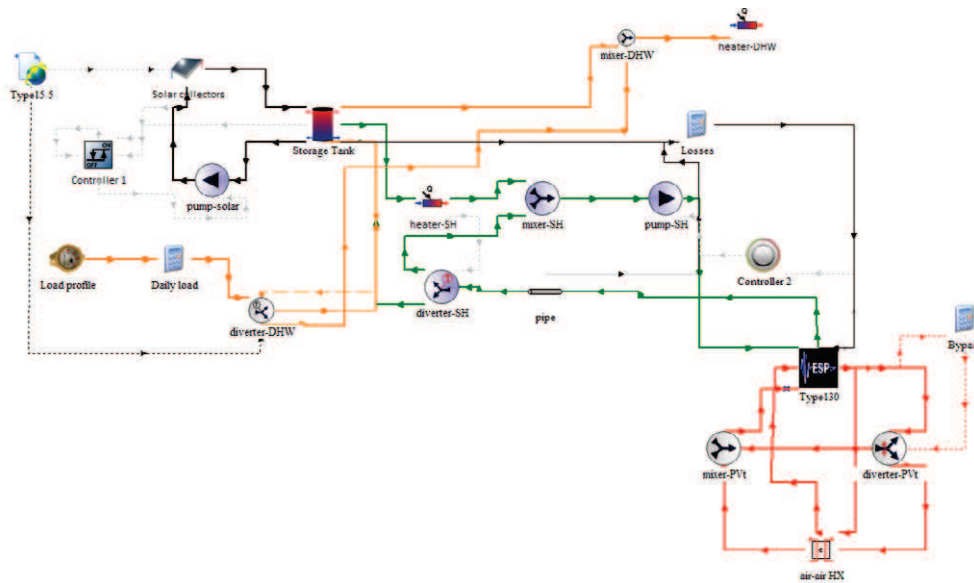 Q
heater-DHW
mixer-DHW
Type15-5
Solar collectors
ON
OFF
Controller 1
Storage Tank
Losses
pump-solar
Q
heater-SH
mixer-SH
pump-SH
Load profile
Daily load
Controller 2
diverter-DHW
diverter-SH
pipe
Bypas
ESP
Type130
mixer-PVt
diverter-PVt
air-air HX